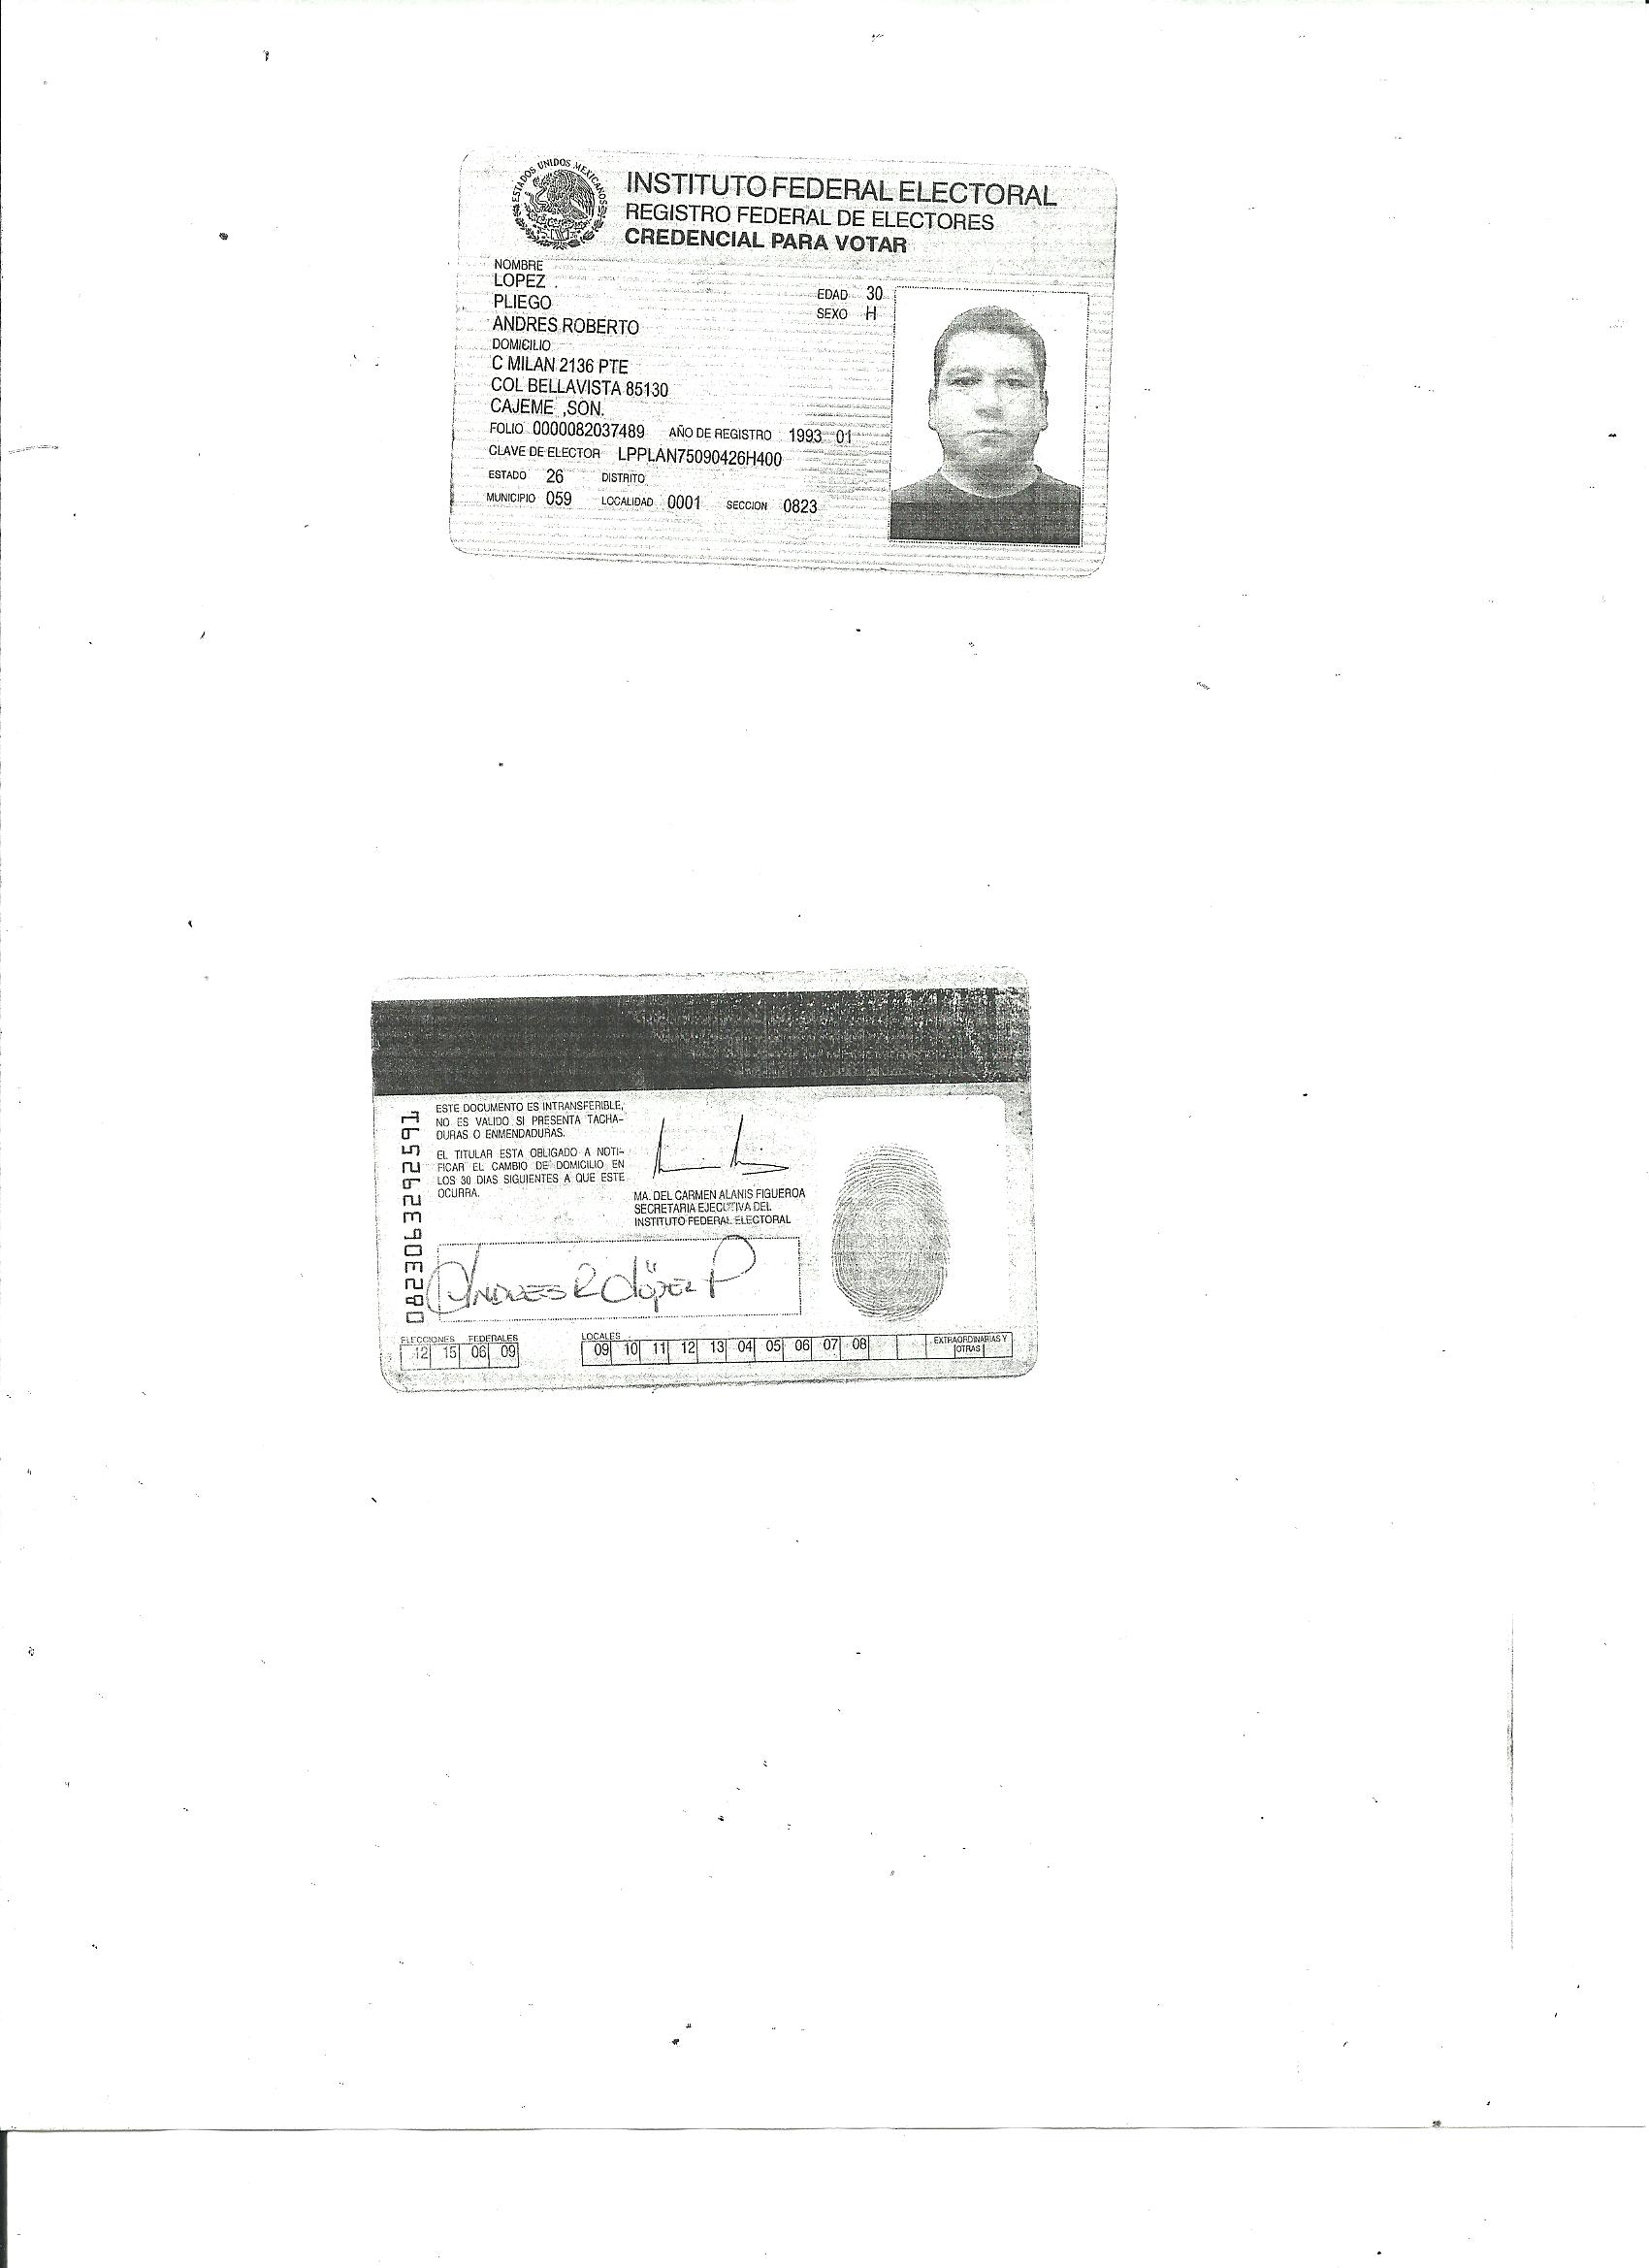 ESTADOS UNIDOS MEXICANOS
INSTITUTO FEDERAL ELECTORAL
REGISTRO FEDERAL DE ELECTORES
CREDENCIAL PARA VOTAR
NOMBRE
LOPEZ
PLIEGO
ANDRES ROBERTO
EDAD 30
SEXO H
DOMICILIO
C MILAN 2136 PTE
COL BELLAVISTA 85130
CAJEME ,SON.
FOLIO 0000082037489 AÑO DE REGISTRO 1993 01
CLAVE DE ELECTOR LPPLAN75090426H400
ESTADO 26 DISTRITO
MUNICIPIO 059 LOCALIDAD 0001 SECCION 0823
0823063292591
ESTE DOCUMENTO ES INTRANSFERIBLE,
NO ES VALIDO SI PRESENTA TACHA-
DURAS O ENMENDADURAS.
EL TITULAR ESTA OBLIGADO A NOTI-
FICAR EL CAMBIO DE DOMICILIO EN
LOS 30 DIAS SIGUIENTES A QUE ESTE
OCURRA.
MA. DEL CARMEN ALANIS FIGUEROA
SECRETARIA EJECUTIVA DEL
INSTITUTO FEDERAL ELECTORAL
ANDRES R LÓPEZ P
ELECCIONES FEDERALES
12 15 06 09
LOCALES
09 10 11 12 13 04 05 06 07 08
EXTRAORDINARIAS Y
OTRAS